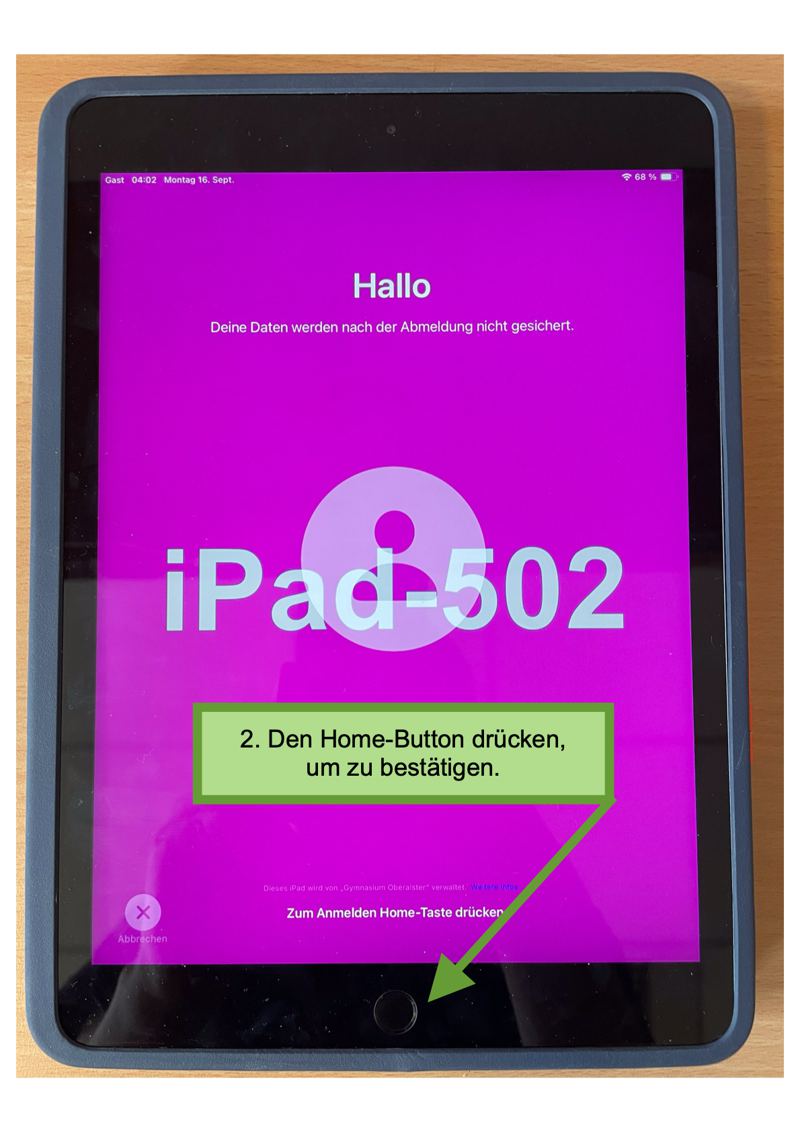 Gast 04:02 Montag 16. Sept.
68 %
Hallo
Deine Daten werden nach der Abmeldung nicht gesichert.
iPad-502
2. Den Home-Button drücken,
um zu bestätigen.
Dieses iPad wird von „Gymnasium Oberalster“ verwaltet. Weitere Infos
Zum Anmelden Home-Taste drücken
Abbrechen